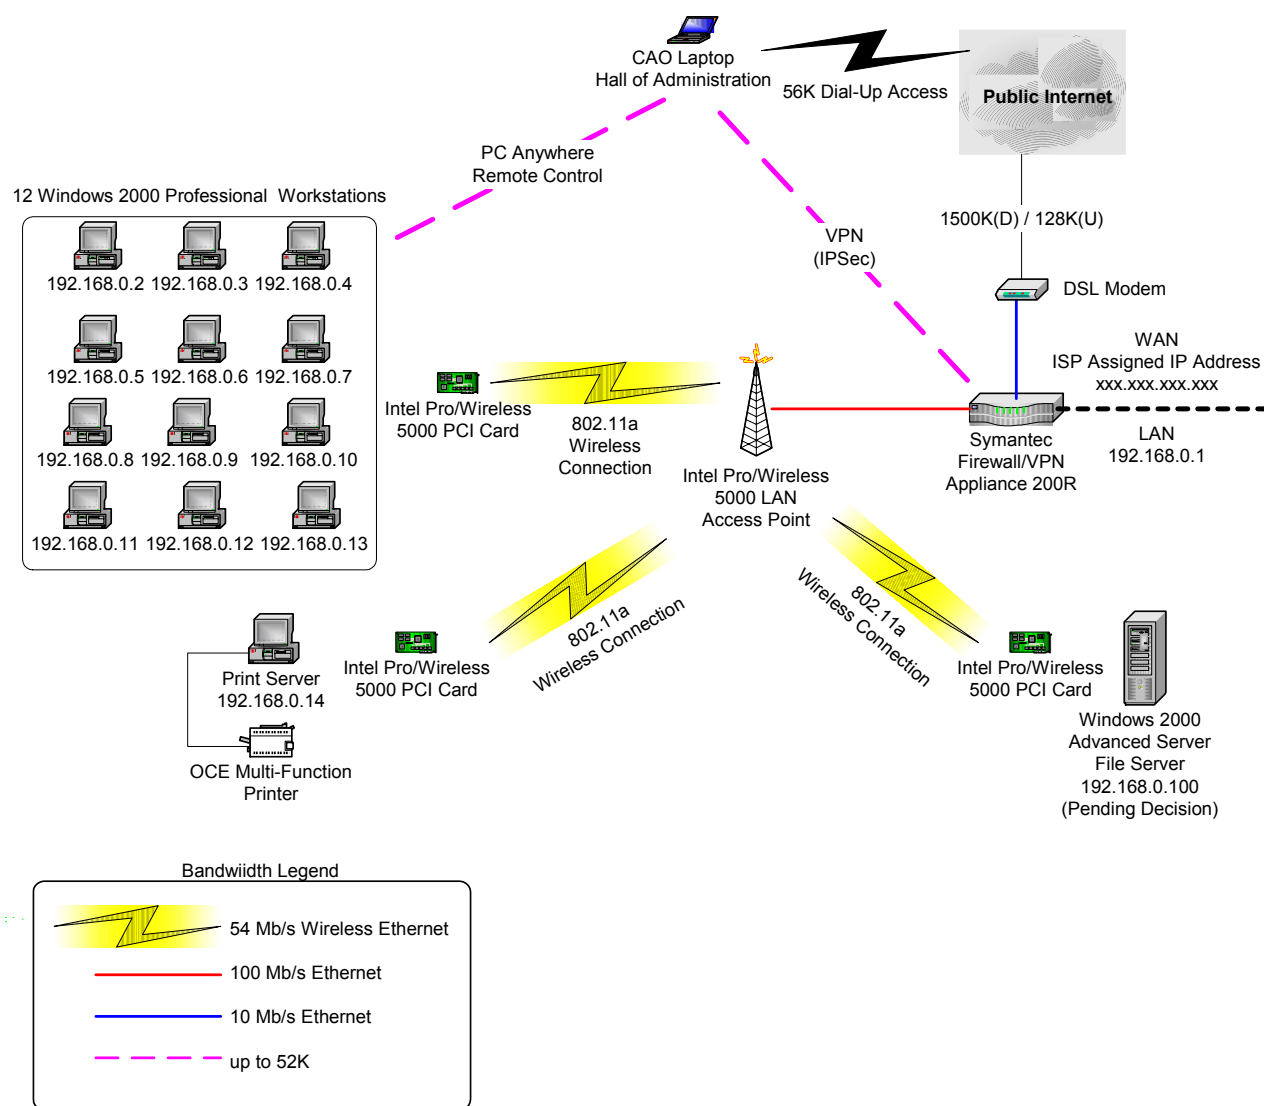 CAO Laptop
Hall of Administration
56K Dial-Up Access
Public Internet
PC Anywhere
Remote Control
12 Windows 2000 Professional Workstations
192.168.0.2 192.168.0.3 192.168.0.4
192.168.0.5 192.168.0.6 192.168.0.7
192.168.0.8 192.168.0.9 192.168.0.10
192.168.0.11 192.168.0.12 192.168.0.13
VPN
(IPSec)
1500K(D) / 128K(U)
DSL Modem
WAN
ISP Assigned IP Address
xxx.xxx.xxx.xxx
LAN
192.168.0.1
Symantec
Firewall/VPN
Appliance 200R
Intel Pro/Wireless
5000 PCI Card
802.11a
Wireless
Connection
Intel Pro/Wireless
5000 LAN
Access Point
802.11a
Wireless Connection
802.11a
Wireless Connection
Print Server
192.168.0.14
Intel Pro/Wireless
5000 PCI Card
OCE Multi-Function
Printer
Intel Pro/Wireless
5000 PCI Card
Windows 2000
Advanced Server
File Server
192.168.0.100
(Pending Decision)
Bandwiidth Legend
54 Mb/s Wireless Ethernet
100 Mb/s Ethernet
10 Mb/s Ethernet
up to 52K